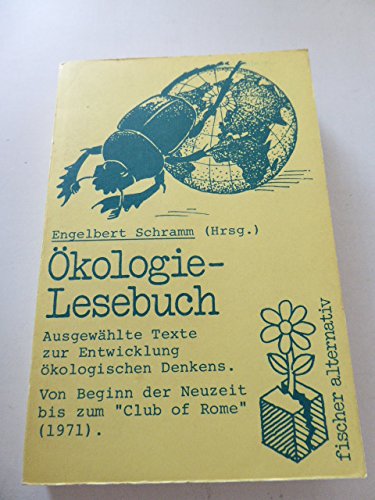 Engelbert Schramm (Hrsg.)
Ökologie-
Lesebuch
Ausgewählte Texte
zur Entwicklung
ökologischen Denkens.
Von Beginn der Neuzeit
bis zum "Club of Rome"
(1971).
fischer alternativ